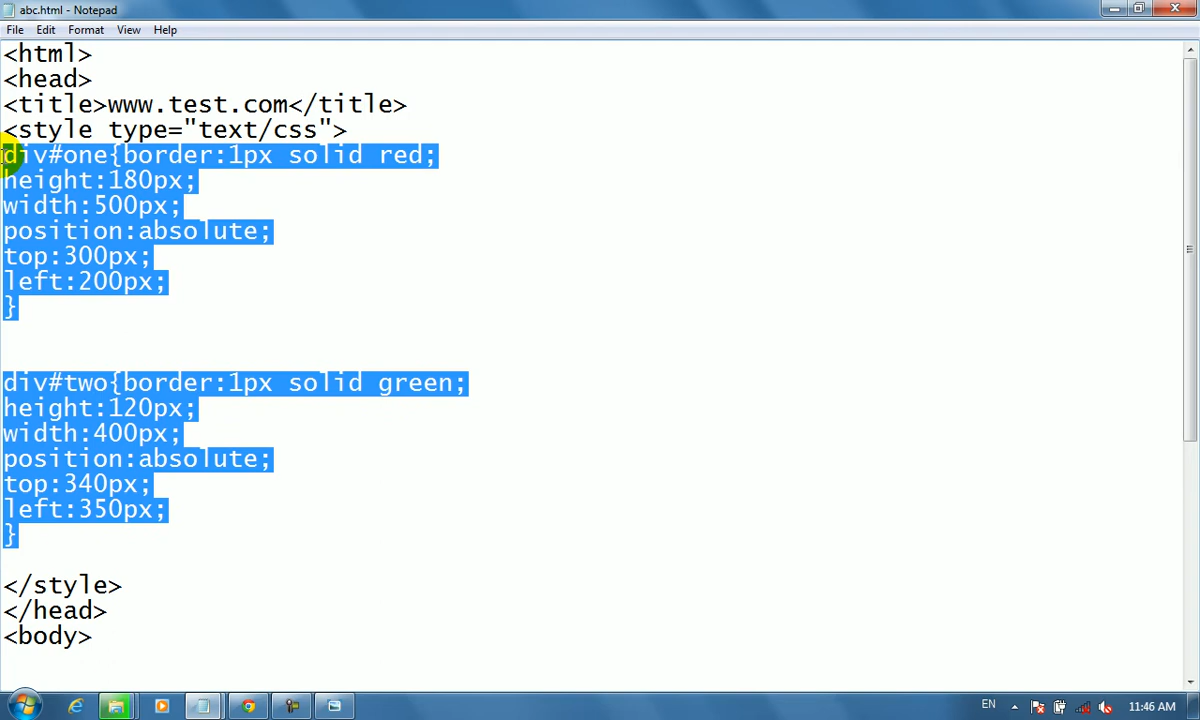 abc.html - Notepad
File Edit Format View Help
<html>
<head>
<title>www.test.com</title>
<style type="text/css">
div#one{border:1px solid red;
height:180px;
width:500px;
position:absolute;
top:300px;
left:200px;
}
div#two{border:1px solid green;
height:120px;
width:400px;
position:absolute;
top:340px;
left:350px;
}
</style>
</head>
<body>
EN 11:46 AM